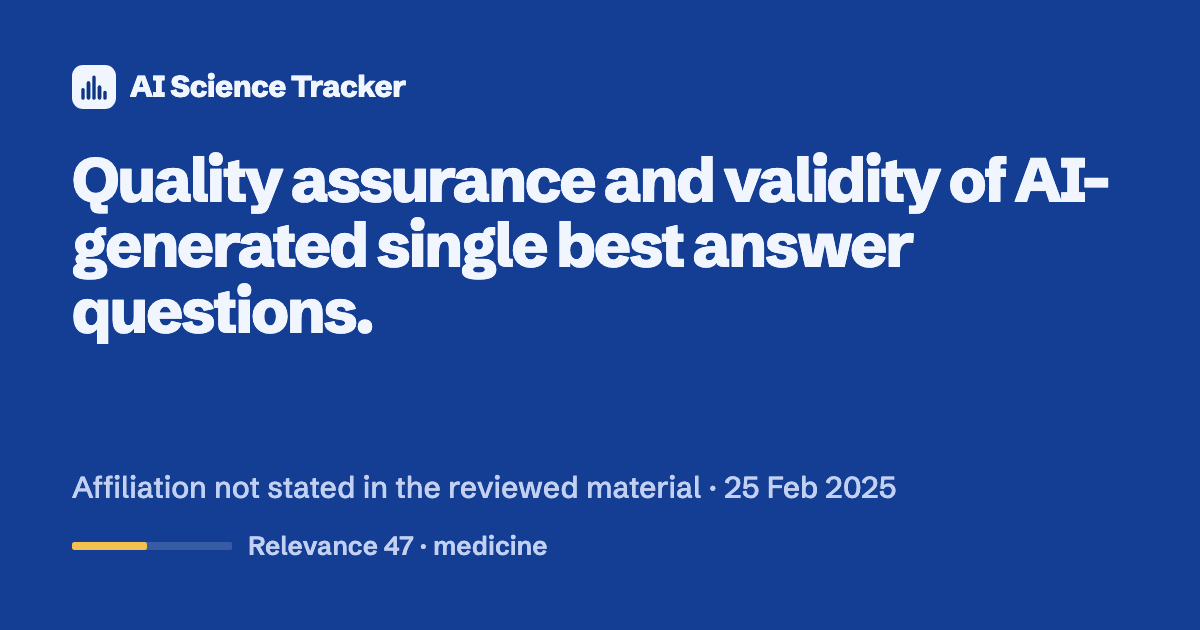 AI Science Tracker
Quality assurance and validity of AI-
generated single best answer
questions.
Affiliation not stated in the reviewed material · 25 Feb 2025
Relevance 47 · medicine